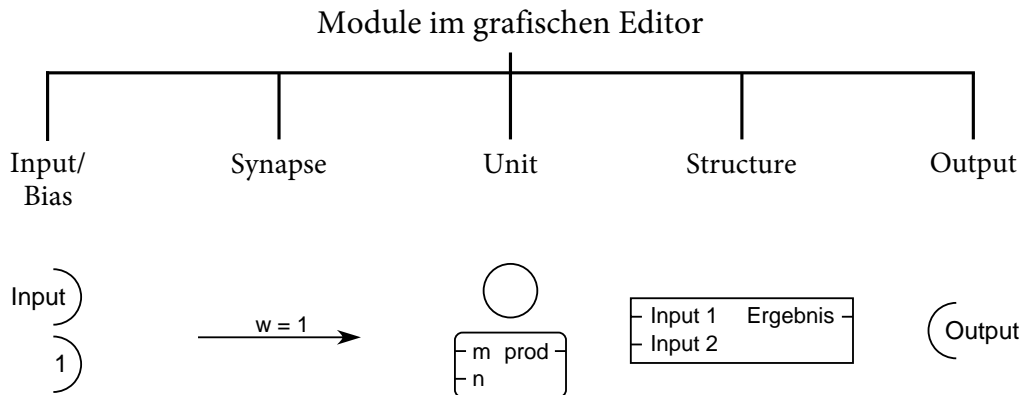 Module im grafischen Editor
Input/
Bias
Synapse
Unit
Structure
Output
Input
1
w = 1
m prod
n
Input 1 Ergebnis
Input 2
Output